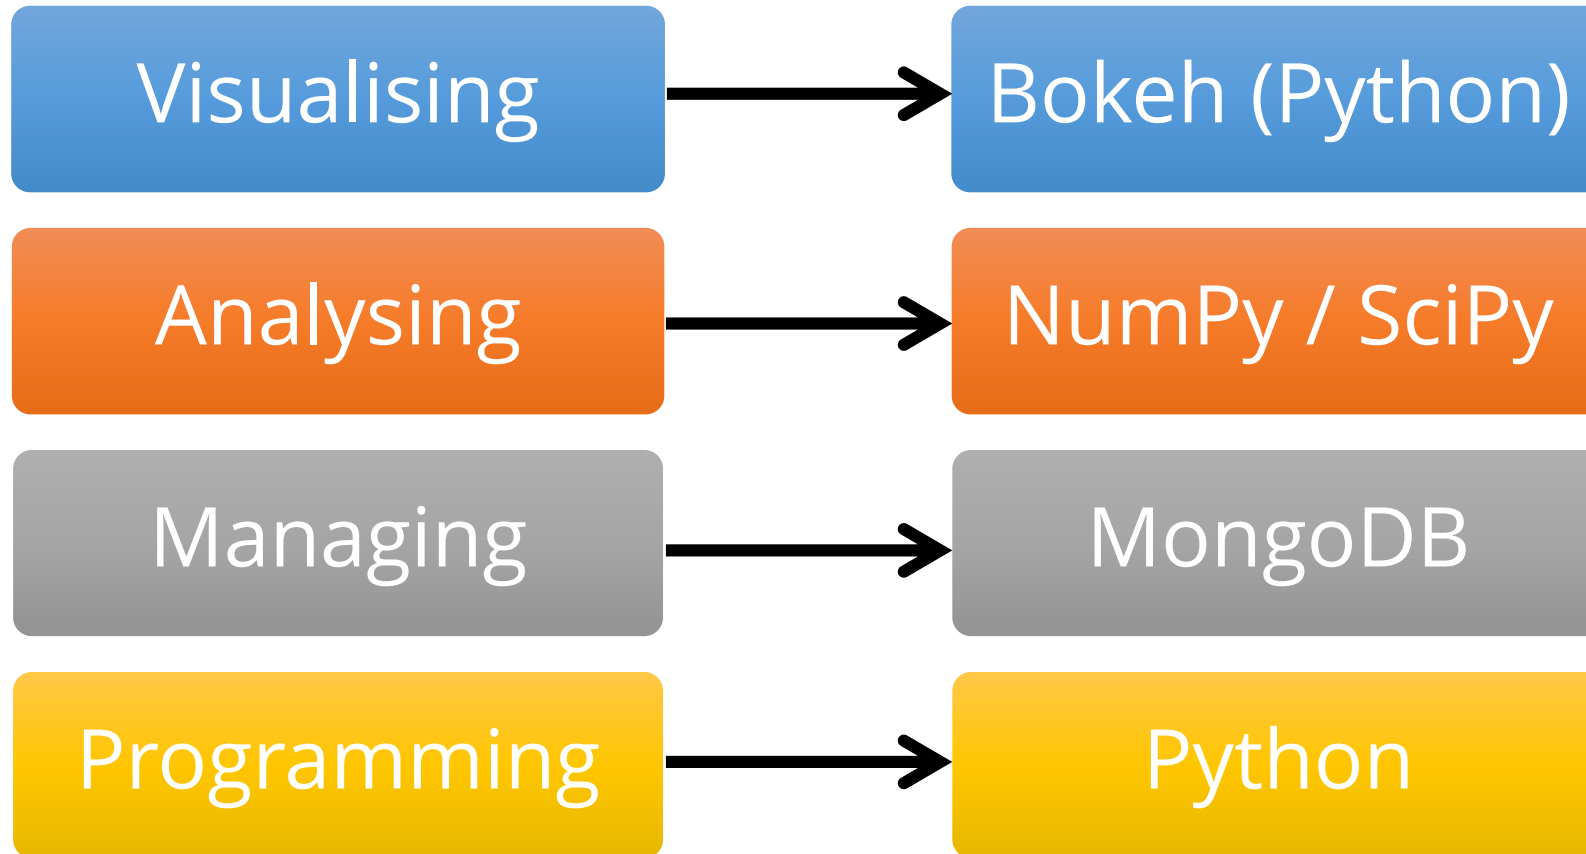 Visualising
Bokeh (Python)
Analysing
NumPy / SciPy
Managing
MongoDB
Programming
Python